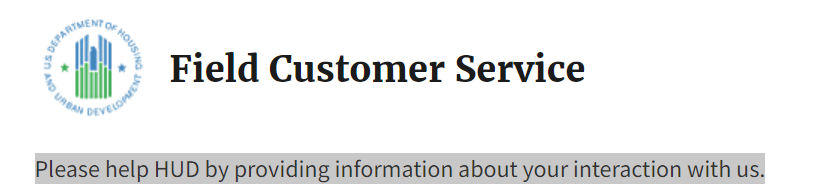 U.S. DEPARTMENT OF HOUSING
AND URBAN DEVELOPMENT
Field Customer Service
Please help HUD by providing information about your interaction with us.